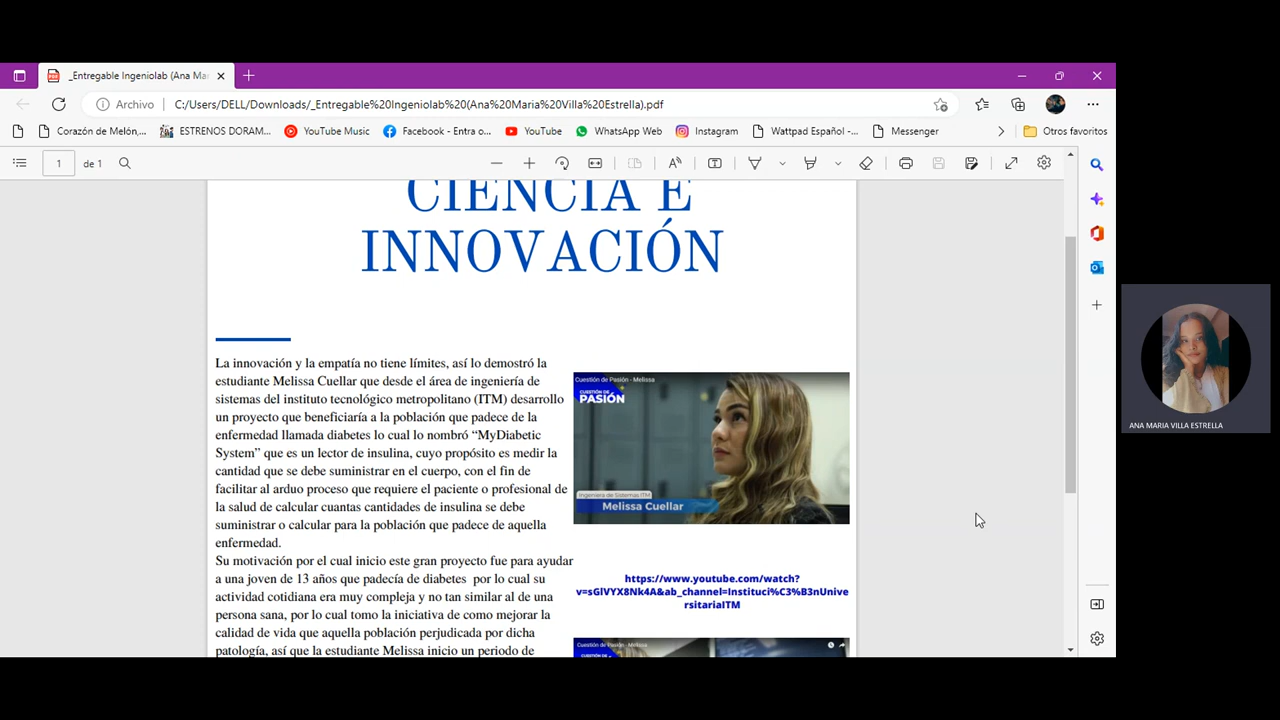 _Entregable Ingeniolab (Ana Ma
Archivo
C:/Users/DELL/Downloads/_Entregable%20Ingeniolab%20(Ana%20Maria%20Villa%20Estrella).pdf
Corazón de Melón,...
ESTRENOS DORAM...
YouTube Music
Facebook - Entra o...
YouTube
WhatsApp Web
Instagram
Wattpad Español -...
Messenger
Otros favoritos
1 de 1
CIENCIA E
INNOVACIÓN
La innovación y la empatía no tiene límites, así lo demostró la
estudiante Melissa Cuellar que desde el área de ingeniería de
sistemas del instituto tecnológico metropolitano (ITM) desarrollo
un proyecto que beneficiaría a la población que padece de la
enfermedad llamada diabetes lo cual lo nombró “MyDiabetic
System” que es un lector de insulina, cuyo propósito es medir la
cantidad que se debe suministrar en el cuerpo, con el fin de
facilitar al arduo proceso que requiere el paciente o profesional de
la salud de calcular cuantas cantidades de insulina se debe
suministrar o calcular para la población que padece de aquella
enfermedad.
Su motivación por el cual inicio este gran proyecto fue para ayudar
a una joven de 13 años que padecía de diabetes por lo cual su
actividad cotidiana era muy compleja y no tan similar al de una
persona sana, por lo cual tomo la iniciativa de como mejorar la
calidad de vida que aquella población perjudicada por dicha
patología, así que la estudiante Melissa inicio un periodo de
Cuestión de Pasión - Melissa
CUESTIÓN DE
PASIÓN
Ingeniera de Sistemas ITM
Melissa Cuellar
https://www.youtube.com/watch?
v=sGlVYX8Nk4A&ab_channel=Instituci%C3%B3nUnive
rsitariaITM
Cuestión de Pasión - Melissa
CUESTIÓN DE
ANA MARIA VILLA ESTRELLA